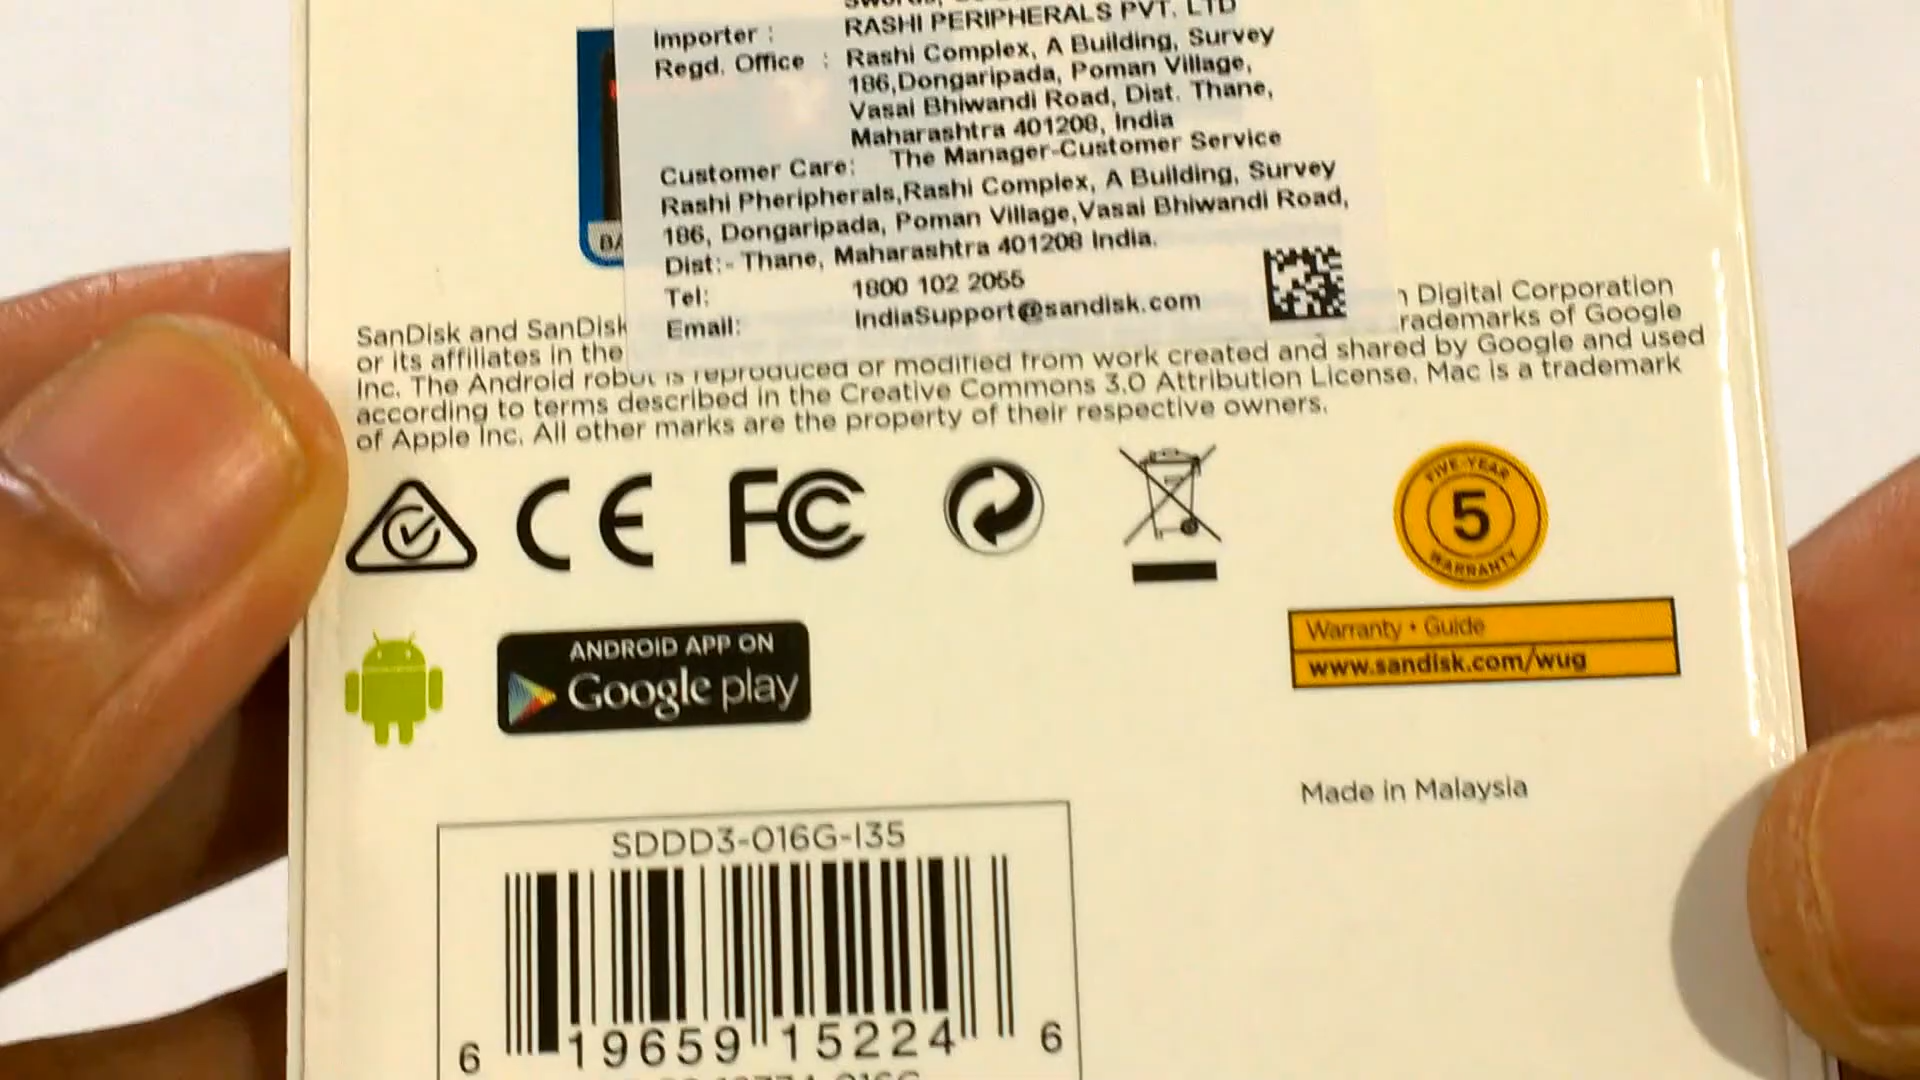 RASHI PERIPHERALS PVT. LTD
Importer :
Regd. Office : Rashi Complex, A Building, Survey
186,Dongaripada, Poman Village,
Vasai Bhiwandi Road, Dist. Thane,
Maharashtra 401208, India
Customer Care: The Manager-Customer Service
Rashi Pheripherals,Rashi Complex, A Building, Survey
186, Dongaripada, Poman Village,Vasai Bhiwandi Road,
Dist:- Thane, Maharashtra 401208 India.
Tel: 1800 102 2055
Email: IndiaSupport@sandisk.com
SanDisk and SanDisk n Digital Corporation
or its affiliates in the rademarks of Google
Inc. The Android robot is reproduced or modified from work created and shared by Google and used
according to terms described in the Creative Commons 3.0 Attribution License. Mac is a trademark
of Apple Inc. All other marks are the property of their respective owners.
CE FC
FIVE-YEAR
5
WARRANTY
ANDROID APP ON
Google play
Warranty • Guide
www.sandisk.com/wug
Made in Malaysia
SDDD3-016G-I35
6 19659 15224 6